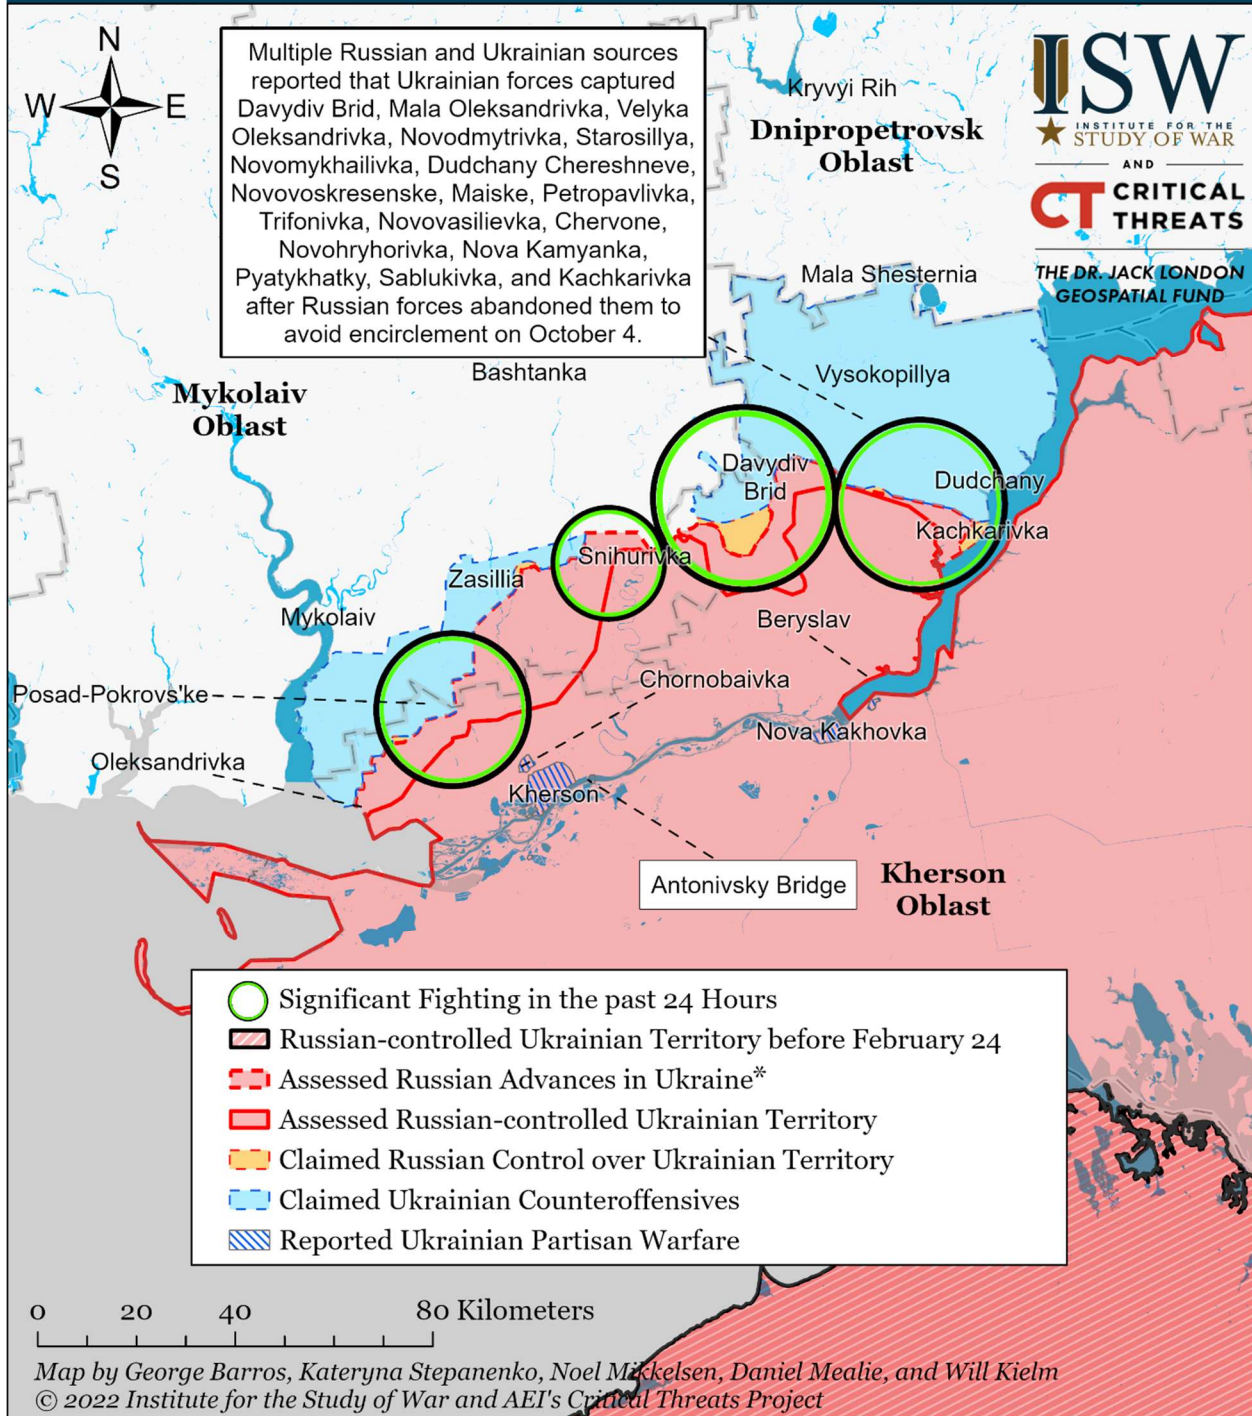 N
W
E
S
Multiple Russian and Ukrainian sources
reported that Ukrainian forces captured
Davydiv Brid, Mala Oleksandrivka, Velyka
Oleksandrivka, Novodmytrivka, Starosillya,
Novomykhailivka, Dudchany Chereshneve,
Novovoskresenske, Maiske, Petropavlivka,
Trifonivka, Novovasilievka, Chervone,
Novohryhorivka, Nova Kamyanka,
Pyatykhatky, Sablukivka, and Kachkarivka
after Russian forces abandoned them to
avoid encirclement on October 4.
ISW
INSTITUTE FOR THE
STUDY OF WAR
AND
CT CRITICAL
THREATS
THE DR. JACK LONDON
GEOSPATIAL FUND
Kryvyi Rih
Dnipropetrovsk
Oblast
Mala Shesternia
Bashtanka
Vysokopillya
Mykolaiv
Oblast
Davydiv
Brid
Dudchany
Kachkarivka
Snihurivka
Zasillia
Mykolaiv
Beryslav
Chornobaivka
Posad-Pokrovs'ke
Nova Kakhovka
Oleksandrivka
Kherson
Antonivsky Bridge
Kherson
Oblast
Significant Fighting in the past 24 Hours
Russian-controlled Ukrainian Territory before February 24
Assessed Russian Advances in Ukraine*
Assessed Russian-controlled Ukrainian Territory
Claimed Russian Control over Ukrainian Territory
Claimed Ukrainian Counteroffensives
Reported Ukrainian Partisan Warfare
0 20 40 80 Kilometers
Map by George Barros, Kateryna Stepanenko, Noel Mikkelsen, Daniel Mealie, and Will Kielm
© 2022 Institute for the Study of War and AEI's Critical Threats Project